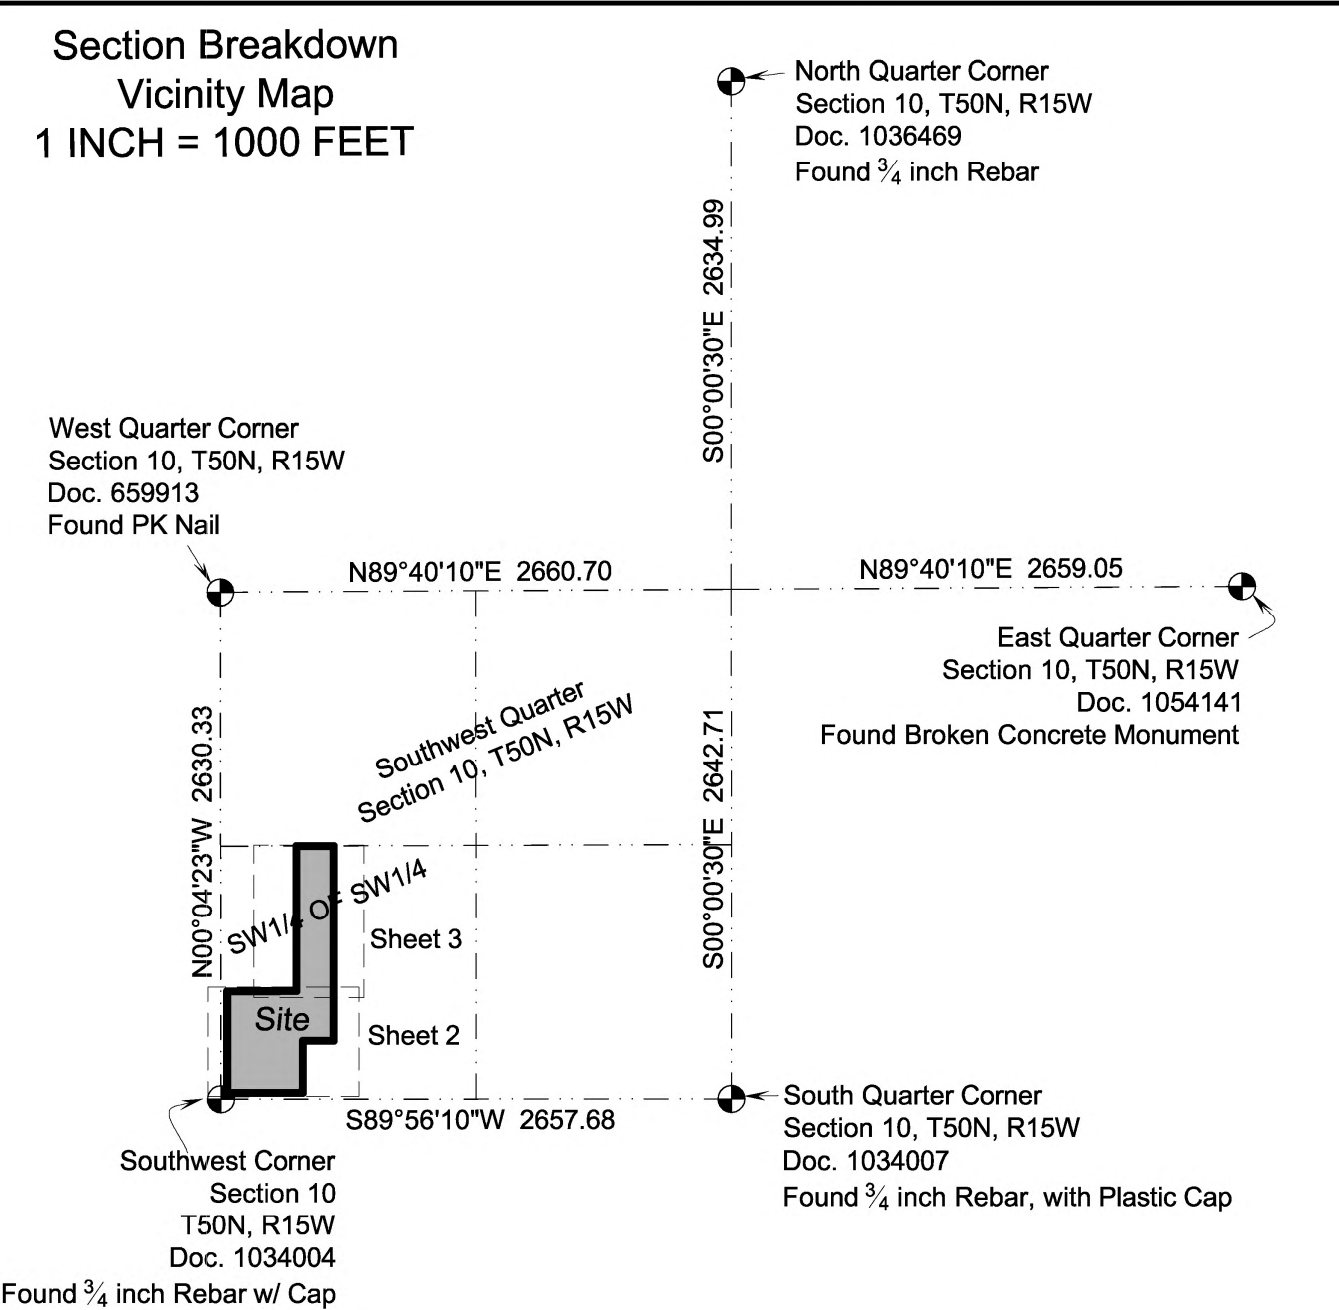 Section Breakdown
Vicinity Map
1 INCH = 1000 FEET
North Quarter Corner
Section 10, T50N, R15W
Doc. 1036469
Found ¾ inch Rebar
S00°00'30"E 2634.99
West Quarter Corner
Section 10, T50N, R15W
Doc. 659913
Found PK Nail
N89°40'10"E 2660.70
N89°40'10"E 2659.05
East Quarter Corner
Section 10, T50N, R15W
Doc. 1054141
Found Broken Concrete Monument
Southwest Quarter
Section 10, T50N, R15W
N00°04'23"W 2630.33
S00°00'30"E 2642.71
SW1/4 OF SW1/4
Sheet 3
Site
Sheet 2
S89°56'10"W 2657.68
South Quarter Corner
Section 10, T50N, R15W
Doc. 1034007
Found ¾ inch Rebar, with Plastic Cap
Southwest Corner
Section 10
T50N, R15W
Doc. 1034004
Found ¾ inch Rebar w/ Cap